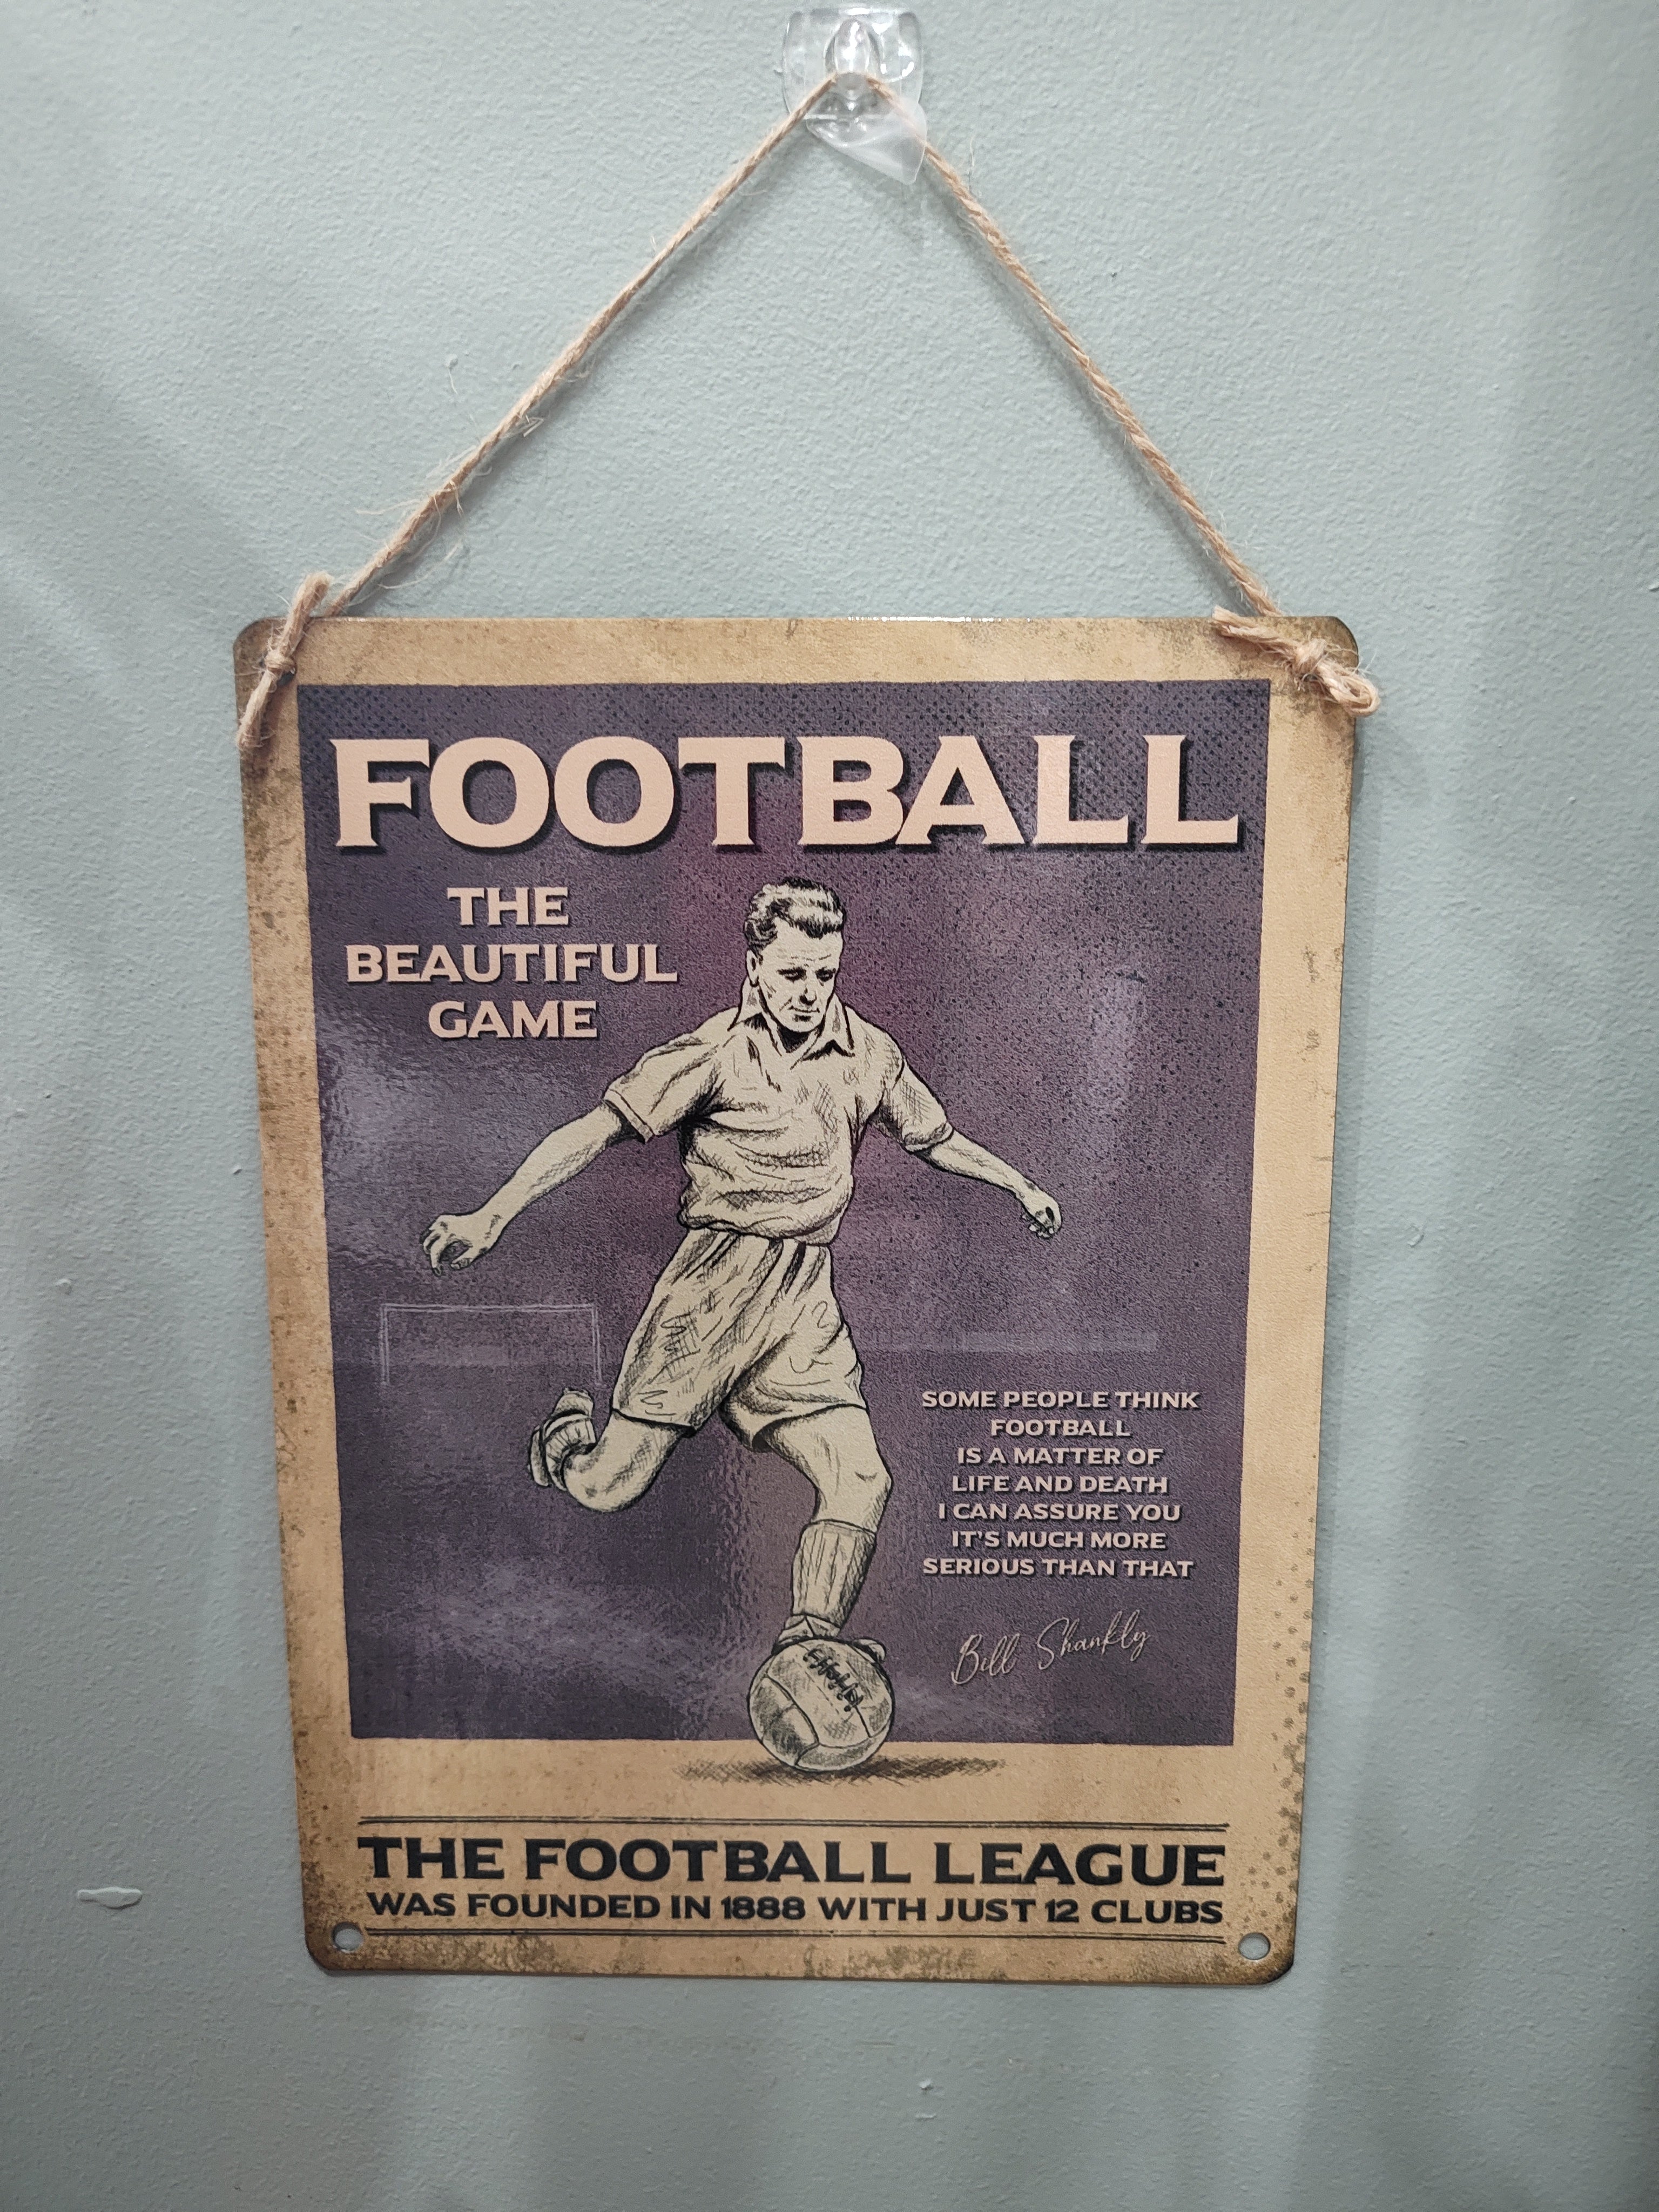 FOOTBALL
THE
BEAUTIFUL
GAME
SOME PEOPLE THINK
FOOTBALL
IS A MATTER OF
LIFE AND DEATH
I CAN ASSURE YOU
IT'S MUCH MORE
SERIOUS THAN THAT
Bill Shankly
THE FOOTBALL LEAGUE
WAS FOUNDED IN 1888 WITH JUST 12 CLUBS